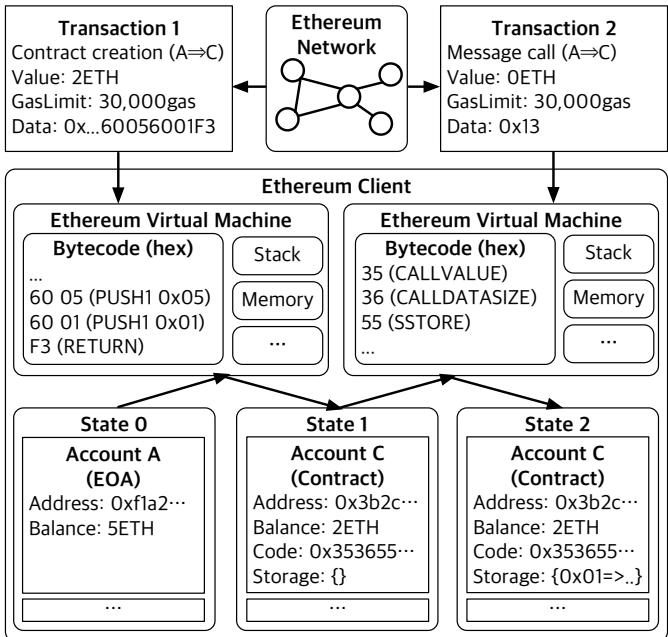 Transaction 1
Contract creation (A⇒C)
Value: 2ETH
GasLimit: 30,000gas
Data: 0x...60056001F3
Ethereum
Network
Transaction 2
Message call (A⇒C)
Value: 0ETH
GasLimit: 30,000gas
Data: 0x13
Ethereum Client
Ethereum Virtual Machine
Bytecode (hex)
...
60 05 (PUSH1 0x05)
60 01 (PUSH1 0x01)
F3 (RETURN)
Stack
Memory
···
Ethereum Virtual Machine
Bytecode (hex)
35 (CALLVALUE)
36 (CALLDATASIZE)
55 (SSTORE)
...
Stack
Memory
···
State 0
Account A
(EOA)
Address: 0xf1a2···
Balance: 5ETH
···
State 1
Account C
(Contract)
Address: 0x3b2c···
Balance: 2ETH
Code: 0x353655···
Storage: {}
···
State 2
Account C
(Contract)
Address: 0x3b2c···
Balance: 2ETH
Code: 0x353655···
Storage: {0x01=>..}
···